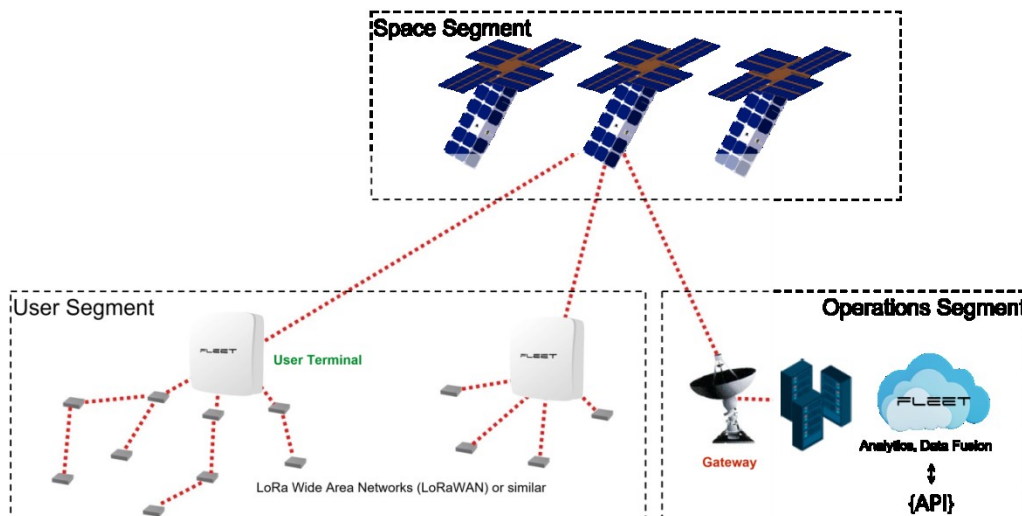 Space Segment
User Segment
Operations Segment
FLEET
User Terminal
FLEET
FLEET
Analytics, Data Fusion
Gateway
LoRa Wide Area Networks (LoRaWAN) or similar
{API}